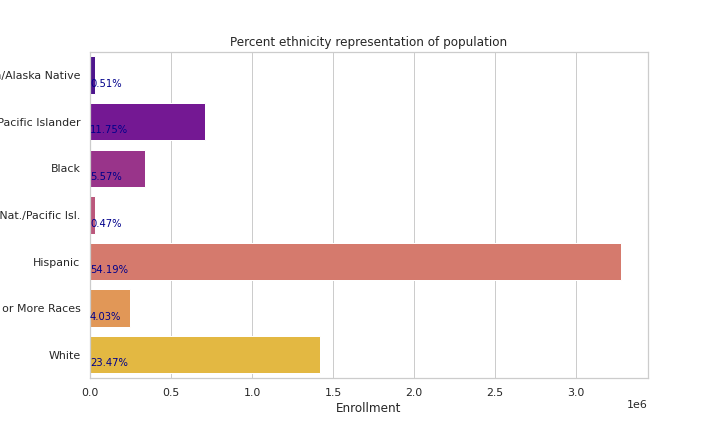 Percent ethnicity representation of population
/Alaska Native
0.51%
Pacific Islander
11.75%
Black
5.57%
Nat./Pacific Isl.
0.47%
Hispanic
54.19%
or More Races
4.03%
White
23.47%
0.0 0.5 1.0 1.5 2.0 2.5 3.0
1e6
Enrollment